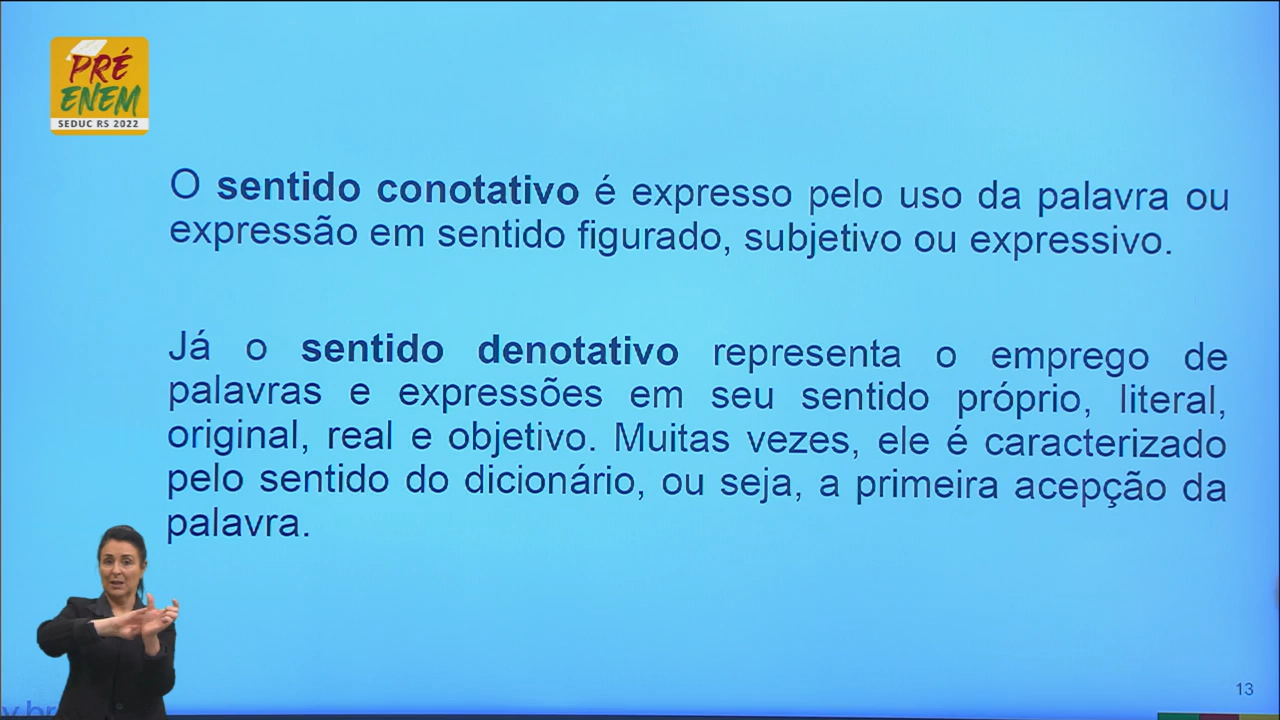 PRÉ
ENEM
SEDUC RS 2022
O sentido conotativo é expresso pelo uso da palavra ou
expressão em sentido figurado, subjetivo ou expressivo.
Já o sentido denotativo representa o emprego de
palavras e expressões em seu sentido próprio, literal,
original, real e objetivo. Muitas vezes, ele é caracterizado
pelo sentido do dicionário, ou seja, a primeira acepção da
palavra.
13